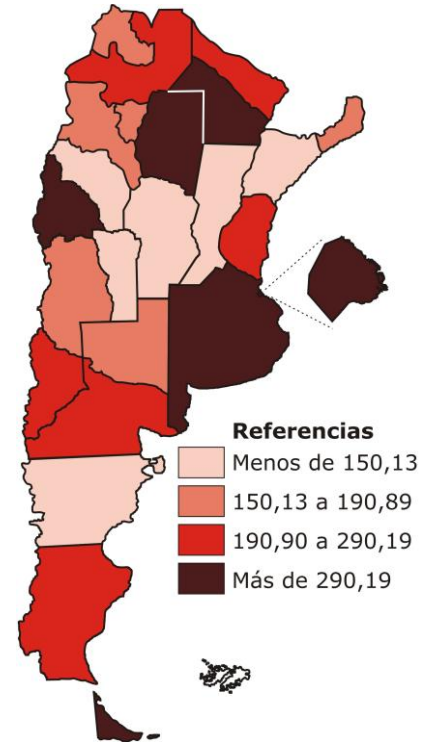 Referencias
Menos de 150,13
150,13 a 190,89
190,90 a 290,19
Más de 290,19